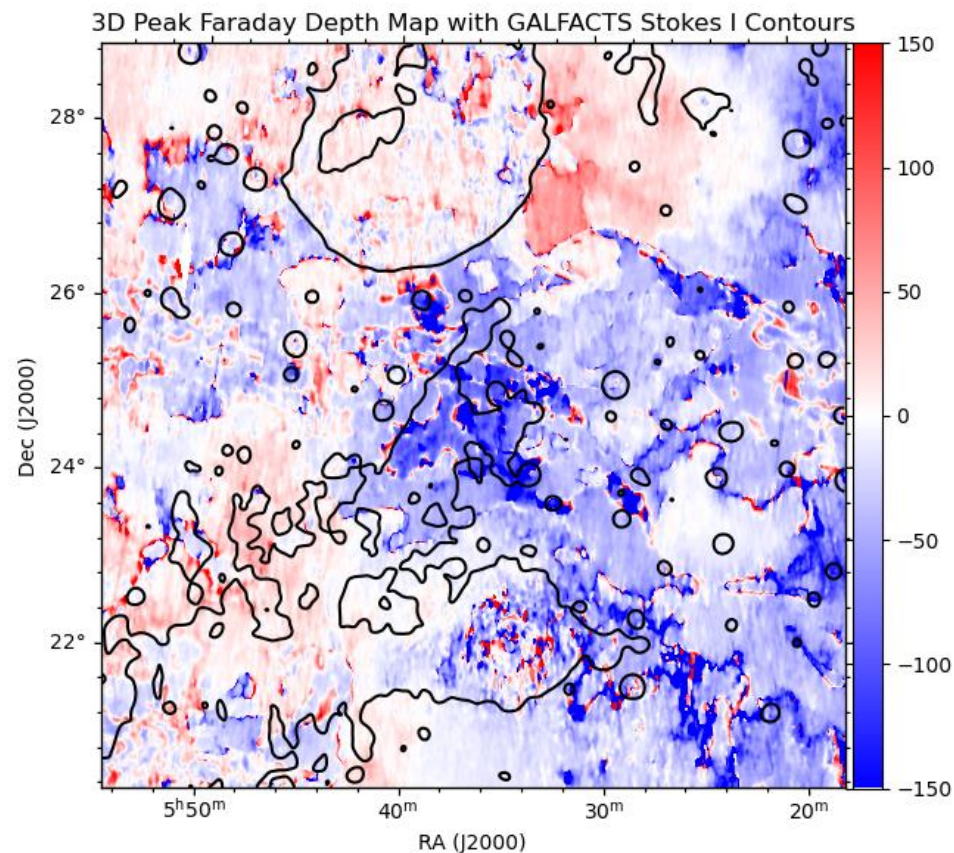 3D Peak Faraday Depth Map with GALFACTS Stokes I Contours
28°
26°
24°
22°
Dec (J2000)
5ʰ50ᵐ
40ᵐ
30ᵐ
20ᵐ
RA (J2000)
150
100
50
0
−50
−100
−150